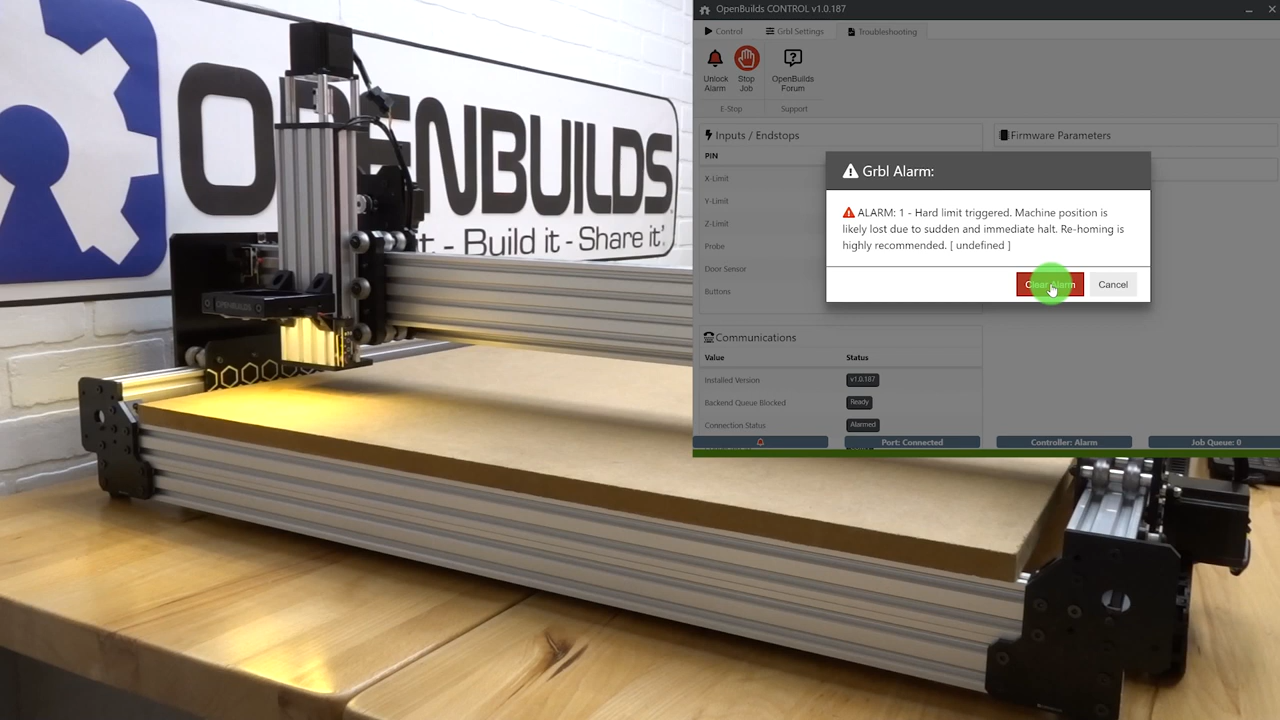 OpenBuilds CONTROL v1.0.187
Control
Grbl Settings
Troubleshooting
Unlock Alarm
Stop Job
OpenBuilds Forum
E-Stop
Support
Inputs / Endstops
Firmware Parameters
PIN
X-Limit
Y-Limit
Z-Limit
Probe
Door Sensor
Buttons
Grbl Alarm:
ALARM: 1 - Hard limit triggered. Machine position is
likely lost due to sudden and immediate halt. Re-homing is
highly recommended. [ undefined ]
Clear Alarm
Cancel
Communications
Value Status
Installed Version v1.0.187
Backend Queue Blocked Ready
Connection Status Alarmed
Port: Connected
Controller: Alarm
Job Queue: 0
OPENBUILDS
it - Build it - Share it
OPENBUILDS